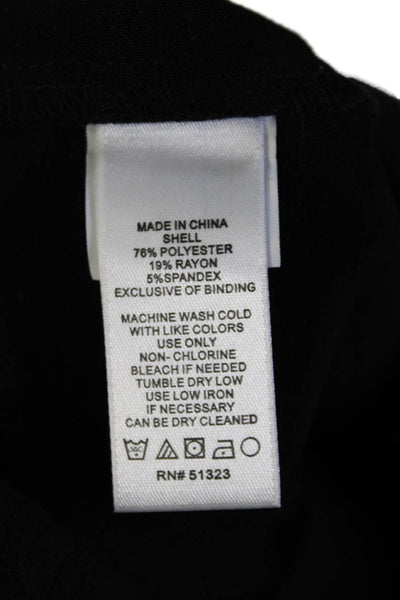 MADE IN CHINA
SHELL
76% POLYESTER
19% RAYON
5%SPANDEX
EXCLUSIVE OF BINDING
MACHINE WASH COLD
WITH LIKE COLORS
USE ONLY
NON- CHLORINE
BLEACH IF NEEDED
TUMBLE DRY LOW
USE LOW IRON
IF NECESSARY
CAN BE DRY CLEANED
RN# 51323